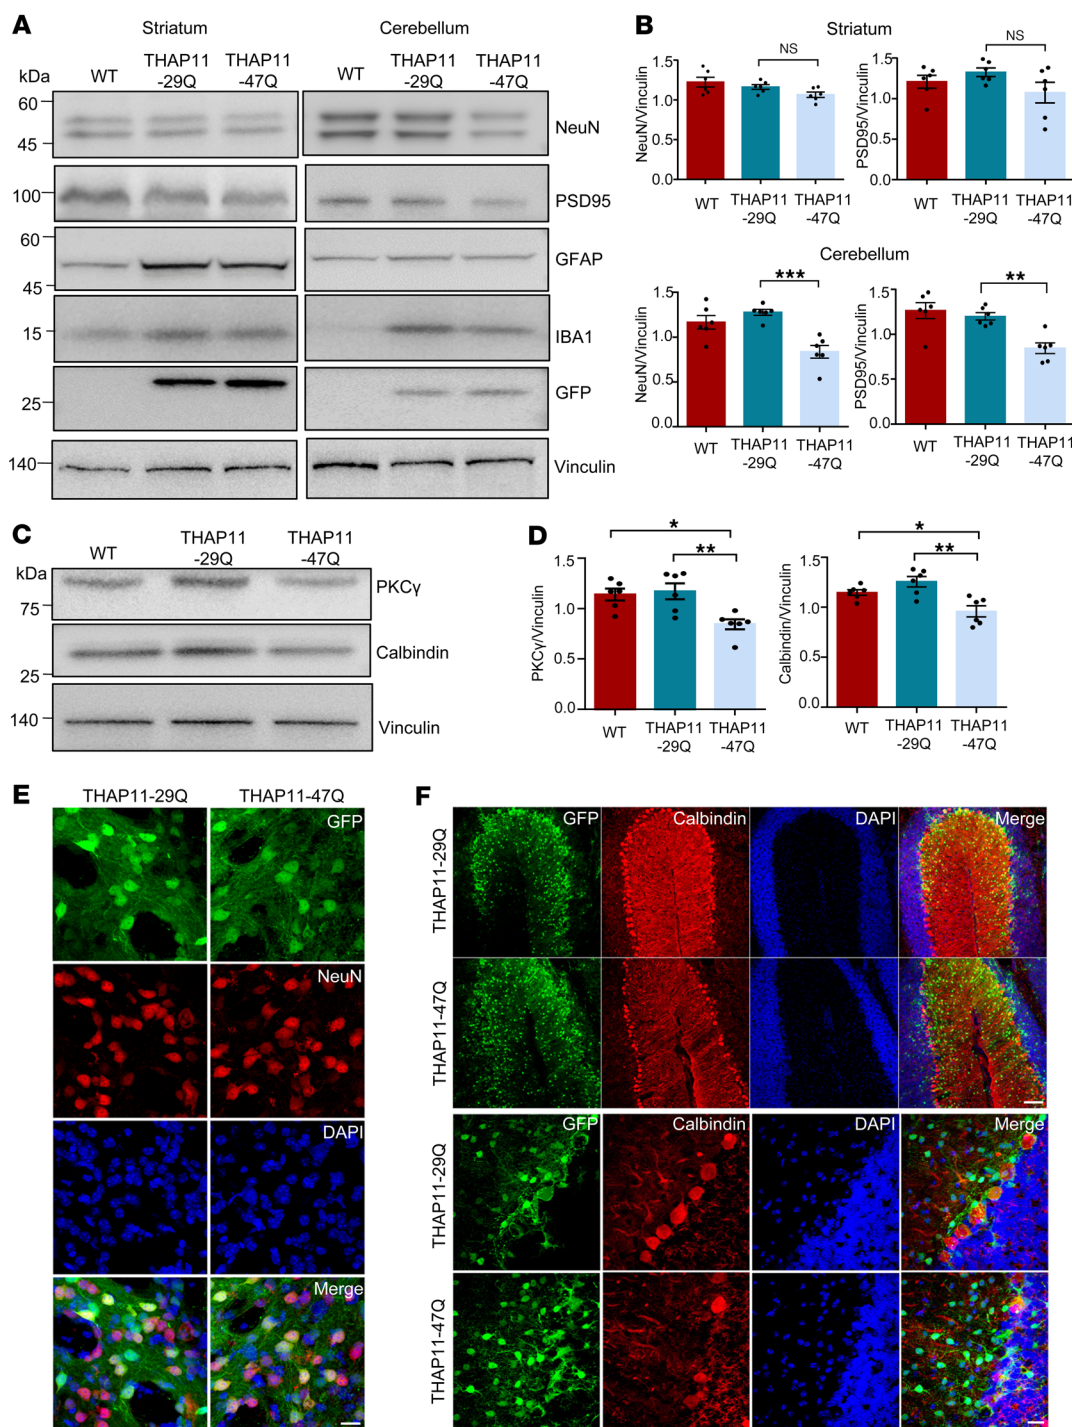 A
Striatum
Cerebellum
kDa
WT
THAP11
-29Q
THAP11
-47Q
WT
THAP11
-29Q
THAP11
-47Q
60
45
NeuN
100
PSD95
60
45
GFAP
15
IBA1
25
GFP
140
Vinculin
B
Striatum
NeuN/Vinculin
1.5
1.0
0.5
0.0
NS
WT
THAP11
-29Q
THAP11
-47Q
PSD95/Vinculin
1.5
1.0
0.5
0.0
NS
WT
THAP11
-29Q
THAP11
-47Q
Cerebellum
NeuN/Vinculin
1.5
1.0
0.5
0.0
***
WT
THAP11
-29Q
THAP11
-47Q
PSD95/Vinculin
1.5
1.0
0.5
0.0
**
WT
THAP11
-29Q
THAP11
-47Q
C
kDa
WT
THAP11
-29Q
THAP11
-47Q
75
PKCγ
Calbindin
25
140
Vinculin
D
PKCγ/Vinculin
1.5
1.0
0.5
0.0
*
**
WT
THAP11
-29Q
THAP11
-47Q
Calbindin/Vinculin
1.5
1.0
0.5
0.0
*
**
WT
THAP11
-29Q
THAP11
-47Q
E
THAP11-29Q
THAP11-47Q
GFP
NeuN
DAPI
Merge
F
GFP
Calbindin
DAPI
Merge
THAP11-29Q
THAP11-47Q
GFP
Calbindin
DAPI
Merge
THAP11-29Q
THAP11-47Q